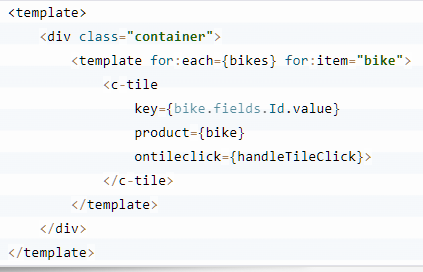 <template>
    <div class="container">
        <template for:each={bikes} for:item="bike">
            <c-tile
                key={bike.fields.Id.value}
                product={bike}
                ontileclick={handleTileClick}>
            </c-tile>
        </template>
    </div>
</template>